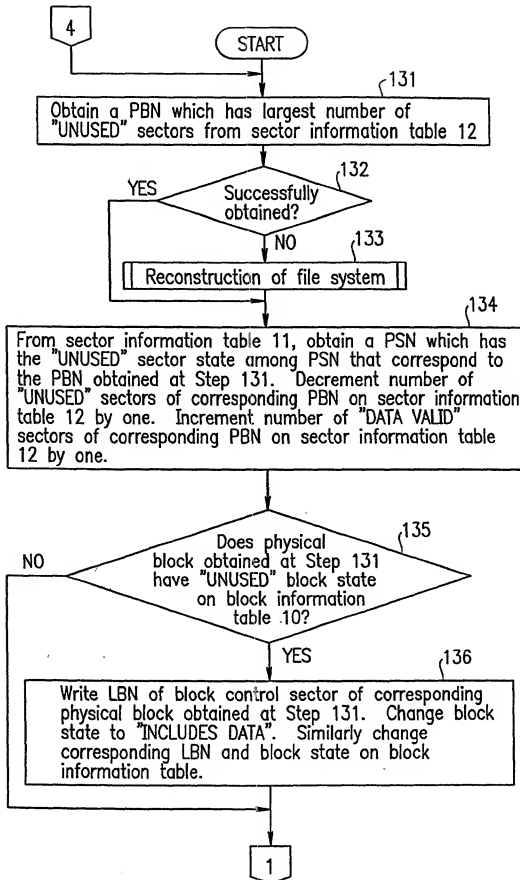 4
START
131
Obtain a PBN which has largest number of
"UNUSED" sectors from sector information table 12
132
YES
Successfully
obtained?
NO
133
Reconstruction of file system
134
From sector information table 11, obtain a PSN which has
the "UNUSED" sector state among PSN that correspond to
the PBN obtained at Step 131. Decrement number of
"UNUSED" sectors of corresponding PBN on sector information
table 12 by one. Increment number of "DATA VALID"
sectors of corresponding PBN on sector information table
12 by one.
135
NO
Does physical
block obtained at Step 131
have "UNUSED" block state
on block information
table 10?
YES
136
Write LBN of block control sector of corresponding
physical block obtained at Step 131. Change block
state to "INCLUDES DATA". Similarly change
corresponding LBN and block state on block
information table.
1